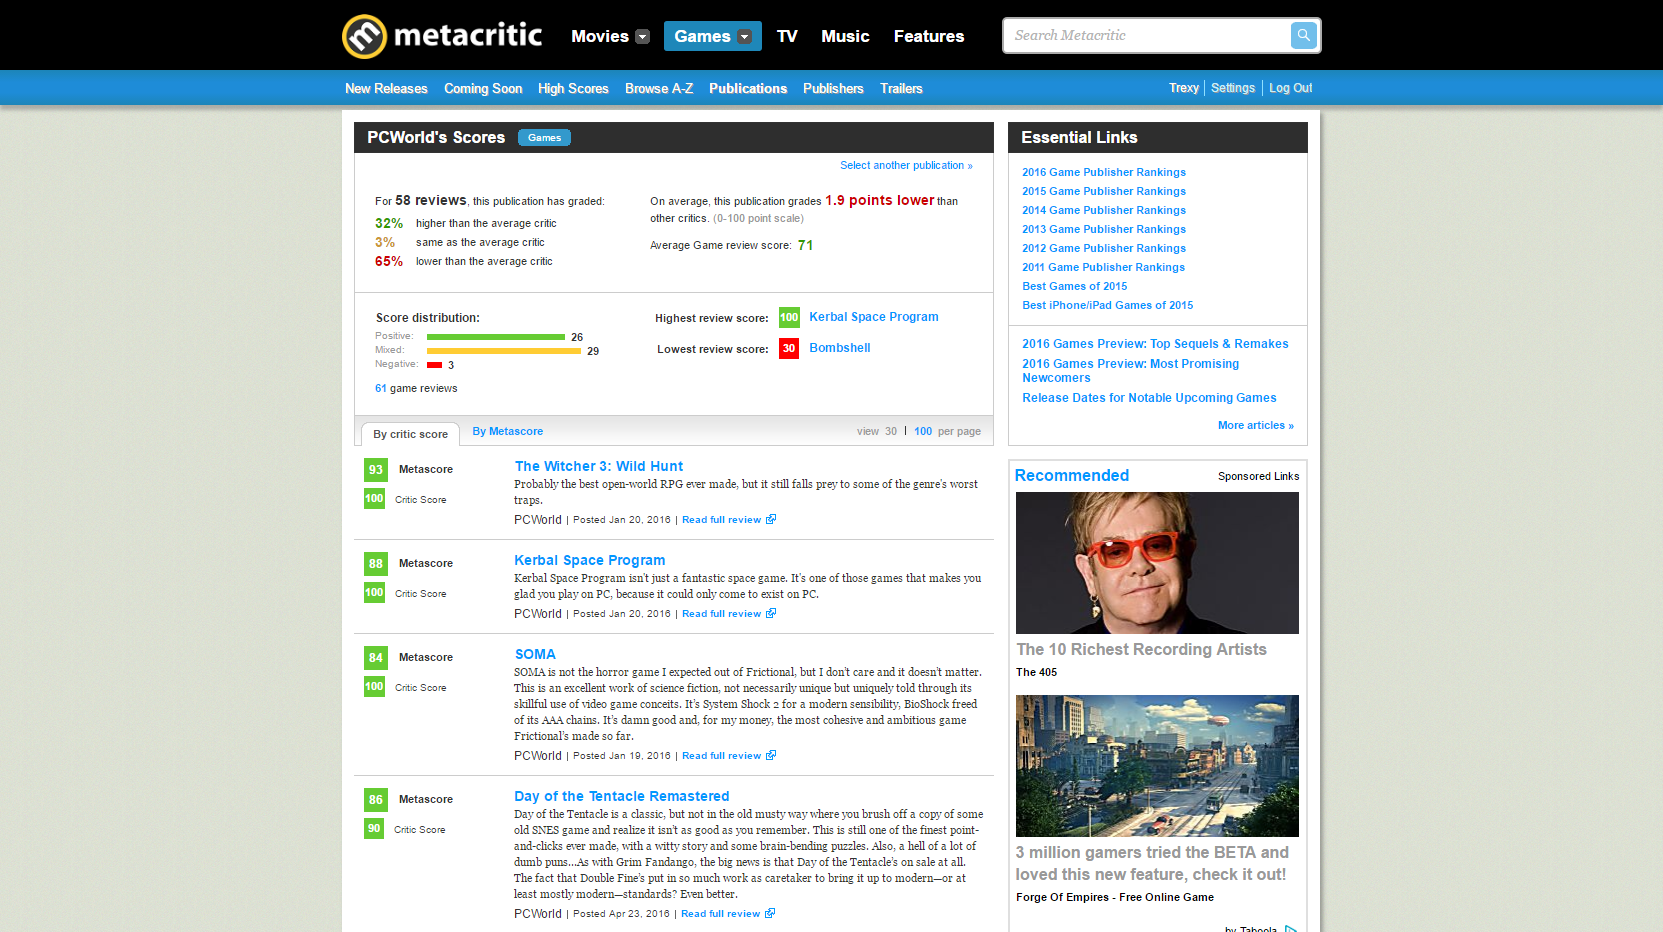 metacritic
Movies
Games
TV
Music
Features
Search Metacritic
New Releases
Coming Soon
High Scores
Browse A-Z
Publications
Publishers
Trailers
Trexy
Settings
Log Out
PCWorld's Scores
Games
Select another publication »
For 58 reviews, this publication has graded:
32% higher than the average critic
3% same as the average critic
65% lower than the average critic
On average, this publication grades 1.9 points lower than
other critics. (0-100 point scale)
Average Game review score: 71
Score distribution:
Positive: 26
Mixed: 29
Negative: 3
61 game reviews
Highest review score: 100 Kerbal Space Program
Lowest review score: 30 Bombshell
By critic score
By Metascore
view 30 | 100 per page
93 Metascore
100 Critic Score
The Witcher 3: Wild Hunt
Probably the best open-world RPG ever made, but it still falls prey to some of the genre's worst
traps.
PCWorld | Posted Jan 20, 2016 | Read full review
88 Metascore
100 Critic Score
Kerbal Space Program
Kerbal Space Program isn't just a fantastic space game. It's one of those games that makes you
glad you play on PC, because it could only come to exist on PC.
PCWorld | Posted Jan 20, 2016 | Read full review
84 Metascore
100 Critic Score
SOMA
SOMA is not the horror game I expected out of Frictional, but I don't care and it doesn't matter.
This is an excellent work of science fiction, not necessarily unique but uniquely told through its
skillful use of video game conceits. It's System Shock 2 for a modern sensibility, BioShock freed
of its AAA chains. It's damn good and, for my money, the most cohesive and ambitious game
Frictional's made so far.
PCWorld | Posted Jan 19, 2016 | Read full review
86 Metascore
90 Critic Score
Day of the Tentacle Remastered
Day of the Tentacle is a classic, but not in the old musty way where you brush off a copy of some
old SNES game and realize it isn't as good as you remember. This is still one of the finest point-
and-clicks ever made, with a witty story and some brain-bending puzzles. Also, a hell of a lot of
dumb puns...As with Grim Fandango, the big news is that Day of the Tentacle's on sale at all.
The fact that Double Fine's put in so much work as caretaker to bring it up to modern—or at
least mostly modern—standards? Even better.
PCWorld | Posted Apr 23, 2016 | Read full review
Essential Links
2016 Game Publisher Rankings
2015 Game Publisher Rankings
2014 Game Publisher Rankings
2013 Game Publisher Rankings
2012 Game Publisher Rankings
2011 Game Publisher Rankings
Best Games of 2015
Best iPhone/iPad Games of 2015
2016 Games Preview: Top Sequels & Remakes
2016 Games Preview: Most Promising
Newcomers
Release Dates for Notable Upcoming Games
More articles »
Recommended
Sponsored Links
The 10 Richest Recording Artists
The 405
3 million gamers tried the BETA and
loved this new feature, check it out!
Forge Of Empires - Free Online Game
by Taboola